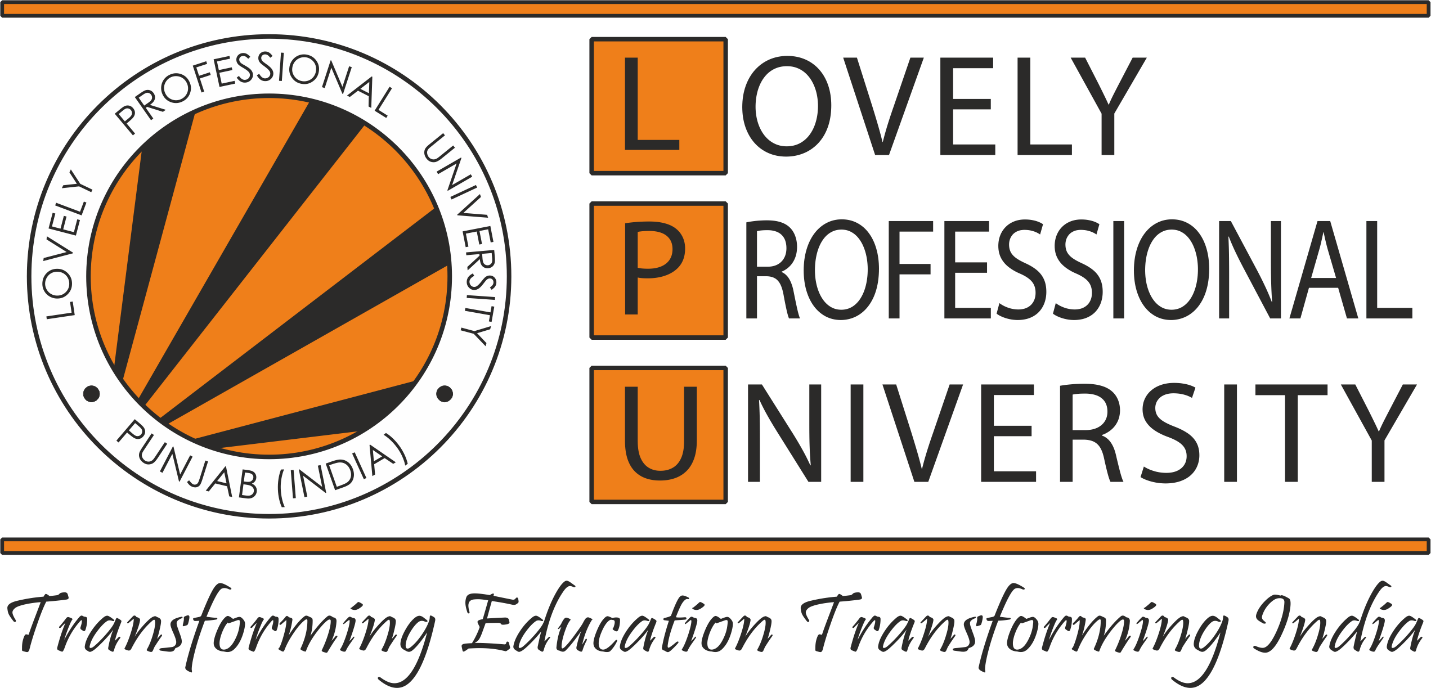 LOVELY PROFESSIONAL UNIVERSITY
• PUNJAB (INDIA) •
LOVELY
PROFESSIONAL
UNIVERSITY
Transforming Education Transforming India